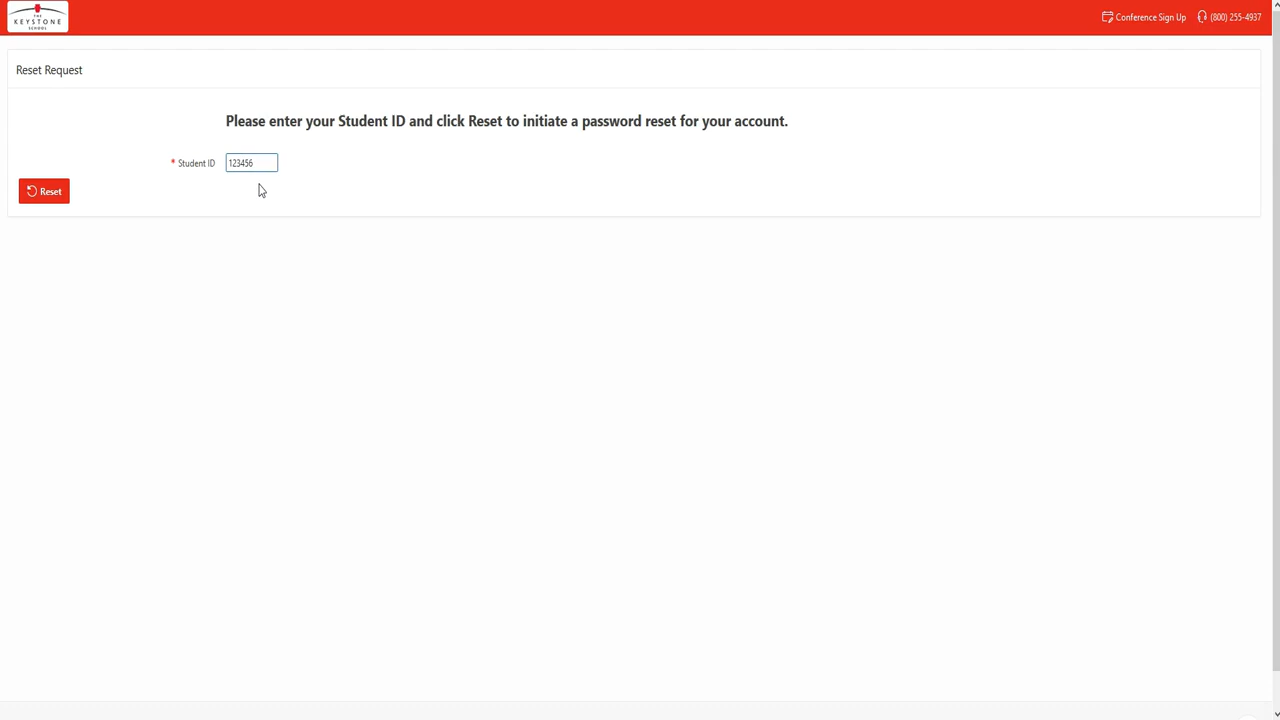 THE
KEYSTONE
SCHOOL
Conference Sign Up
(800) 255-4937
Reset Request
Please enter your Student ID and click Reset to initiate a password reset for your account.
* Student ID 123456
Reset